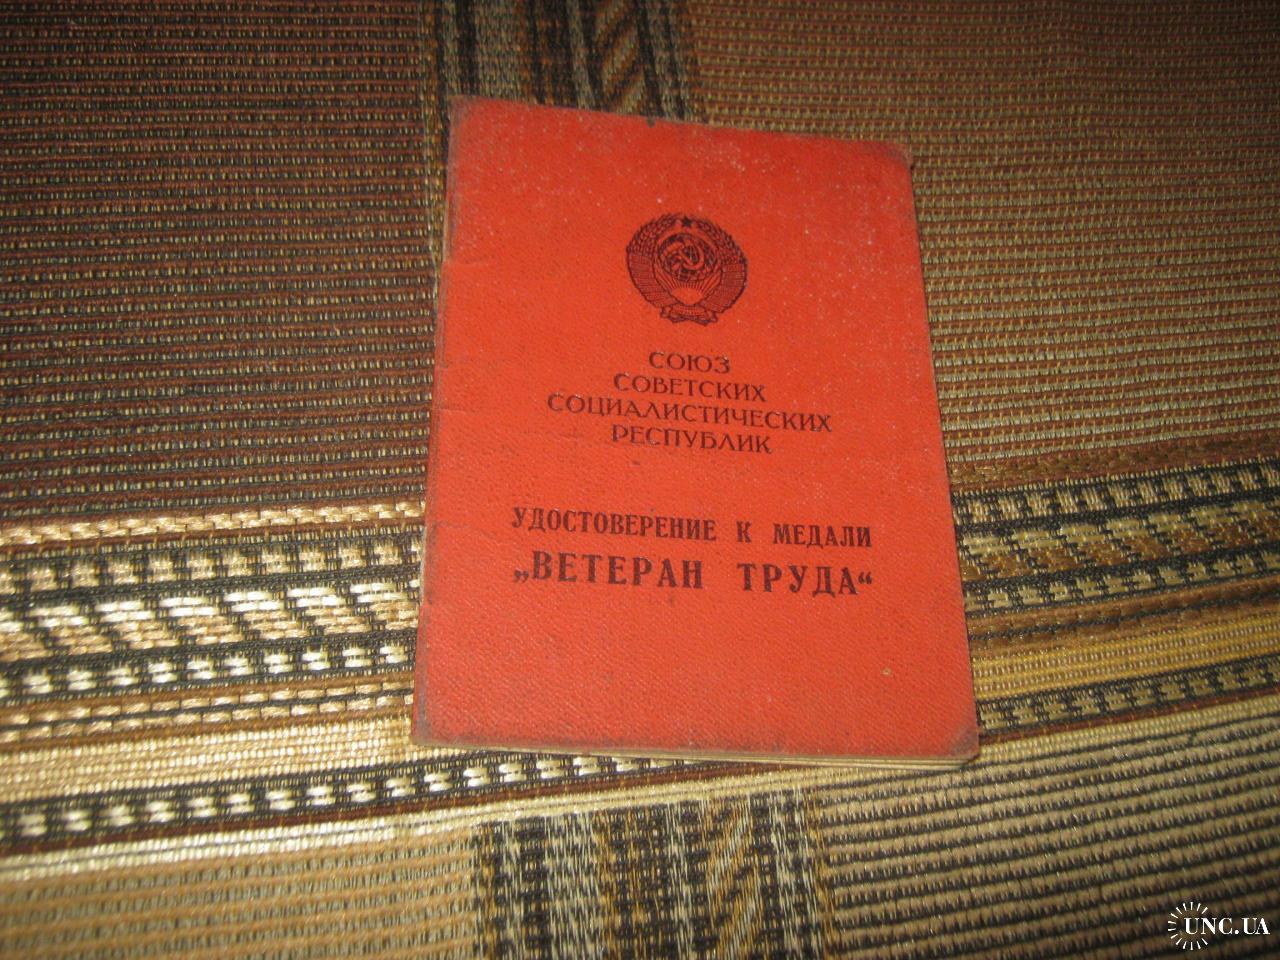 СОЮЗ
СОВЕТСКИХ
СОЦИАЛИСТИЧЕСКИХ
РЕСПУБЛИК
УДОСТОВЕРЕНИЕ К МЕДАЛИ
„ВЕТЕРАН ТРУДА“
UNC.UA